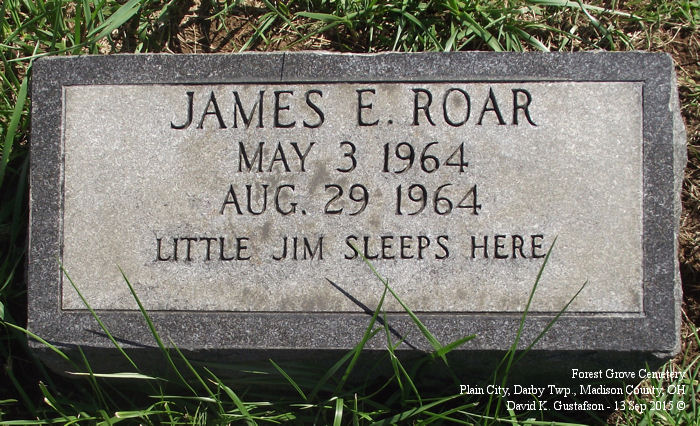 JAMES E. ROAR
MAY 3 1964
AUG. 29 1964
LITTLE JIM SLEEPS HERE
Forest Grove Cemetery
Plain City, Darby Twp., Madison County, OH
David K. Gustafson - 13 Sep 2015 ©